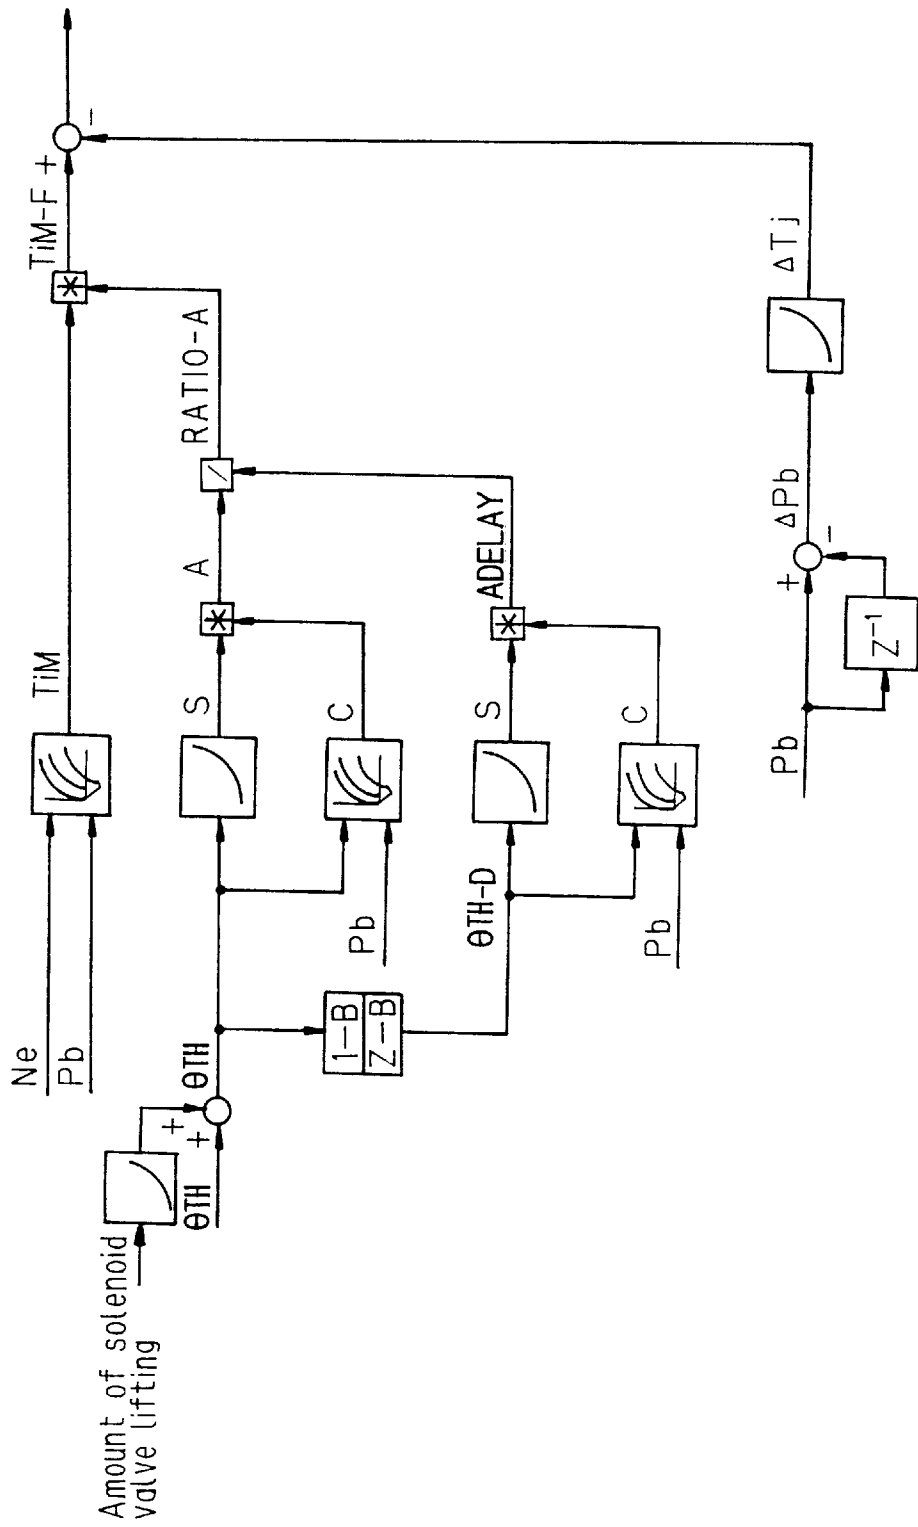 Amount of solenoid
valve lifting
θTH
+
+
θTH
Ne
Pb
TiM
*
TiM-F
+
-
S
*
A
/
RATIO-A
Pb
C
1-B
Z-B
θTH-D
S
*
ADELAY
Pb
C
Pb
Z⁻¹
+
-
ΔPb
ΔTj